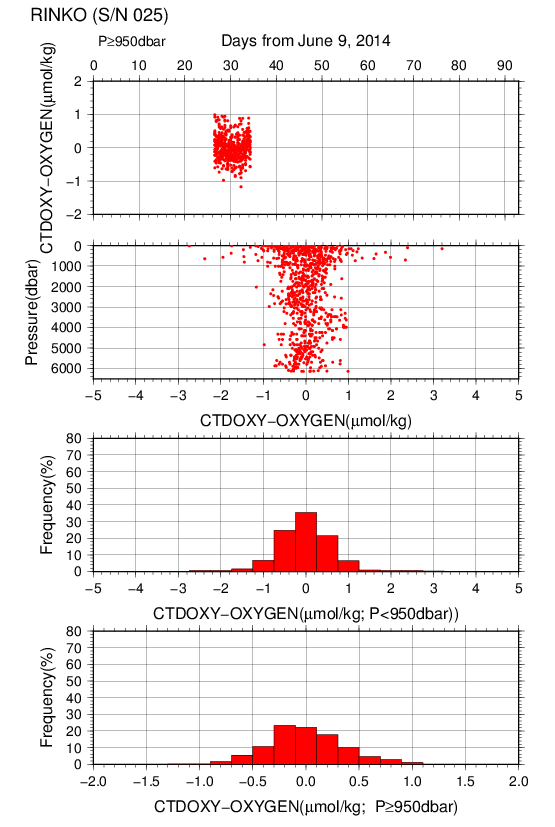 RINKO (S/N 025)
P≥950dbar
Days from June 9, 2014
0 10 20 30 40 50 60 70 80 90
CTDOXY−OXYGEN(μmol/kg)
2
1
0
−1
−2
Pressure(dbar)
0
1000
2000
3000
4000
5000
6000
−5 −4 −3 −2 −1 0 1 2 3 4 5
CTDOXY−OXYGEN(μmol/kg)
Frequency(%)
80
70
60
50
40
30
20
10
0
−5 −4 −3 −2 −1 0 1 2 3 4 5
CTDOXY−OXYGEN(μmol/kg; P<950dbar))
Frequency(%)
80
70
60
50
40
30
20
10
0
−2.0 −1.5 −1.0 −0.5 0.0 0.5 1.0 1.5 2.0
CTDOXY−OXYGEN(μmol/kg; P≥950dbar)